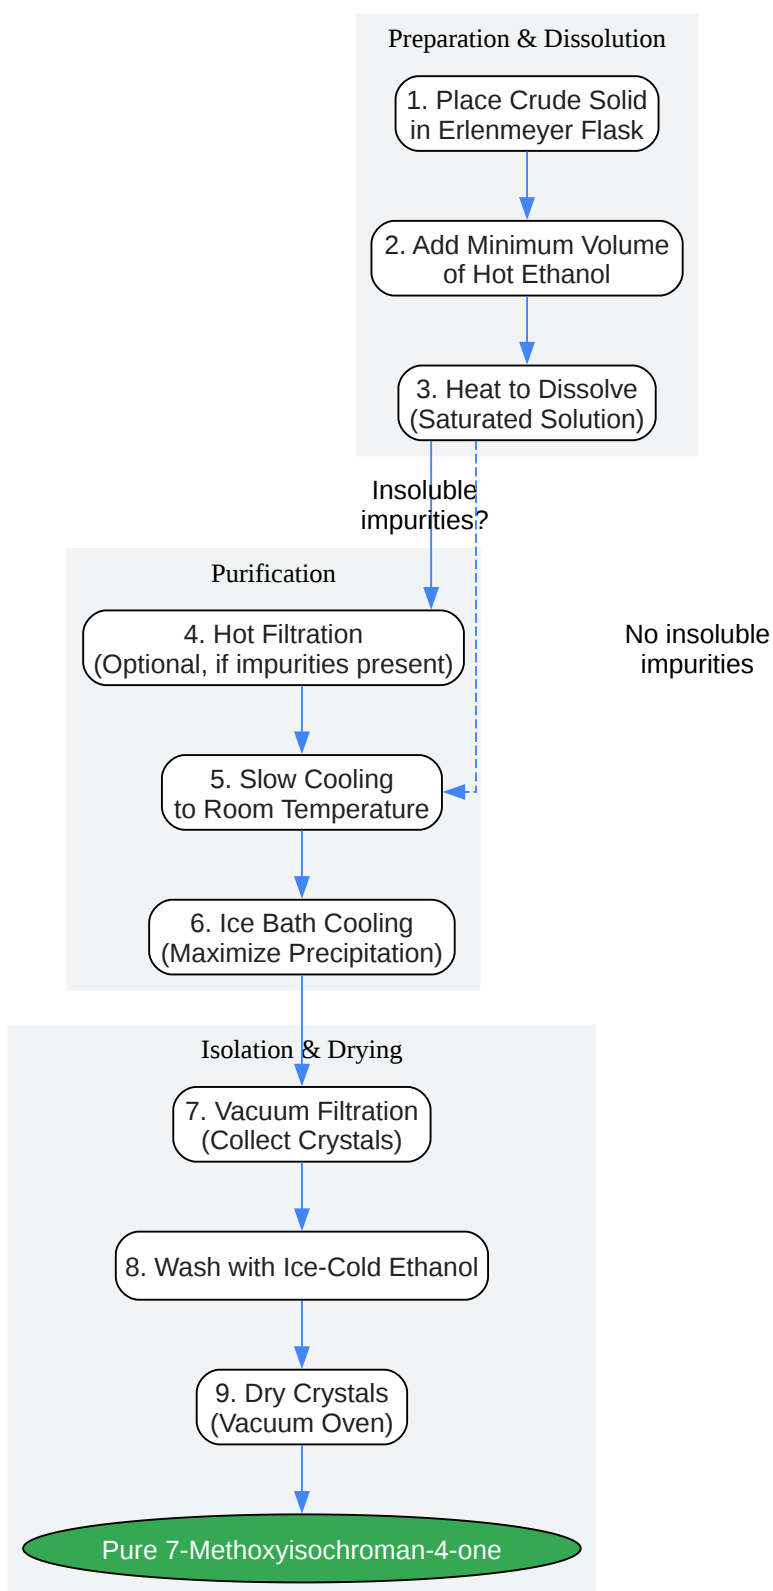 Preparation & Dissolution
1. Place Crude Solid
in Erlenmeyer Flask
2. Add Minimum Volume
of Hot Ethanol
3. Heat to Dissolve
(Saturated Solution)
Insoluble
impurities?
Purification
4. Hot Filtration
(Optional, if impurities present)
No insoluble
impurities
5. Slow Cooling
to Room Temperature
6. Ice Bath Cooling
(Maximize Precipitation)
Isolation & Drying
7. Vacuum Filtration
(Collect Crystals)
8. Wash with Ice-Cold Ethanol
9. Dry Crystals
(Vacuum Oven)
Pure 7-Methoxyisochroman-4-one